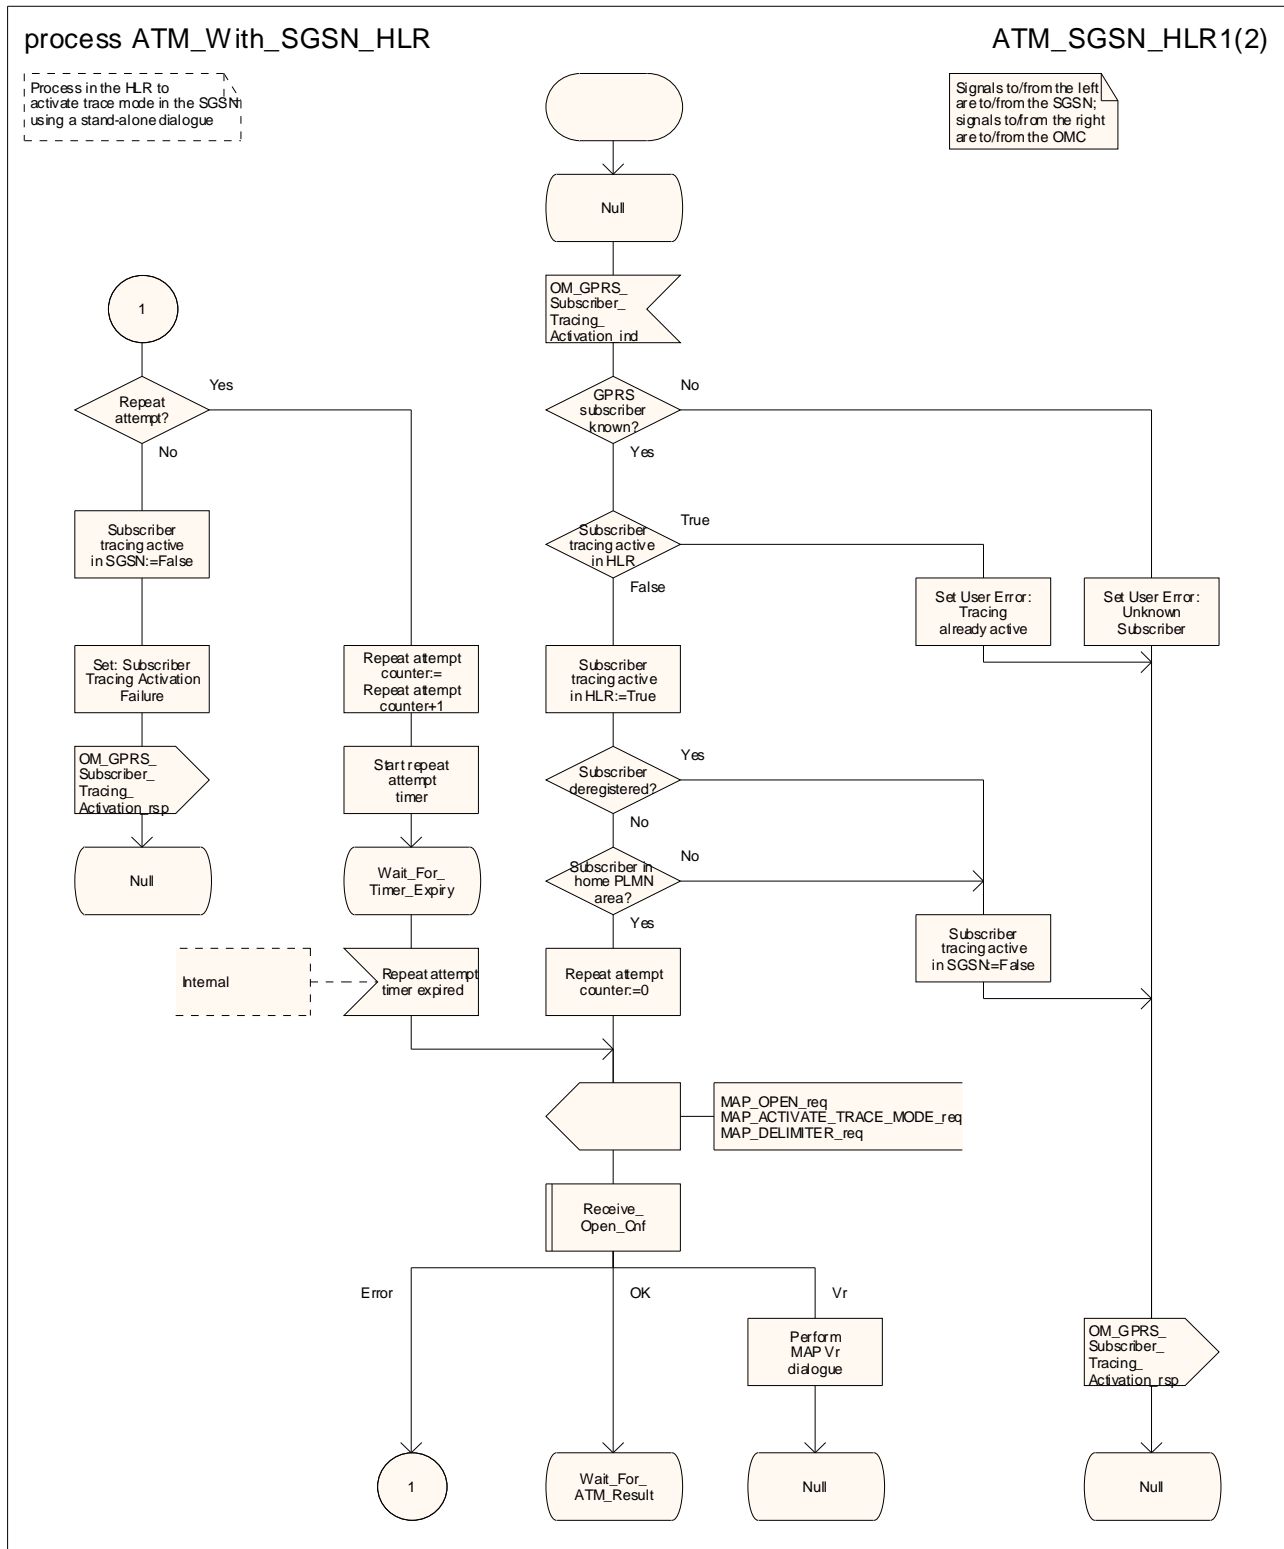 process ATM_With_SGSN_HLR
ATM_SGSN_HLR1(2)
Process in the HLR to
activate trace mode in the SGSN
using a stand-alone dialogue
Signals to/from the left
are to/from the SGSN;
signals to/from the right
are to/from the OMC
Null
OM_GPRS_
Subscriber_
Tracing_
Activation_ind
1
Repeat
attempt?
Yes
No
GPRS
subscriber
known?
No
Yes
Subscriber
tracing active
in SGSN:=False
Subscriber
tracing active
in HLR
True
False
Set User Error:
Tracing
already active
Set User Error:
Unknown
Subscriber
Set: Subscriber
Tracing Activation
Failure
Repeat attempt
counter:=
Repeat attempt
counter+1
Subscriber
tracing active
in HLR:=True
OM_GPRS_
Subscriber_
Tracing_
Activation_rsp
Start repeat
attempt
timer
Subscriber
deregistered?
Yes
No
Null
Wait_For_
Timer_Expiry
Subscriber in
home PLMN
area?
No
Yes
Subscriber
tracing active
in SGSN:=False
Internal
Repeat attempt
timer expired
Repeat attempt
counter:=0
MAP_OPEN_req
MAP_ACTIVATE_TRACE_MODE_req
MAP_DELIMITER_req
Receive_
Open_Cnf
Error
OK
Vr
Perform
MAP Vr
dialogue
OM_GPRS_
Subscriber_
Tracing_
Activation_rsp
1
Wait_For_
ATM_Result
Null
Null